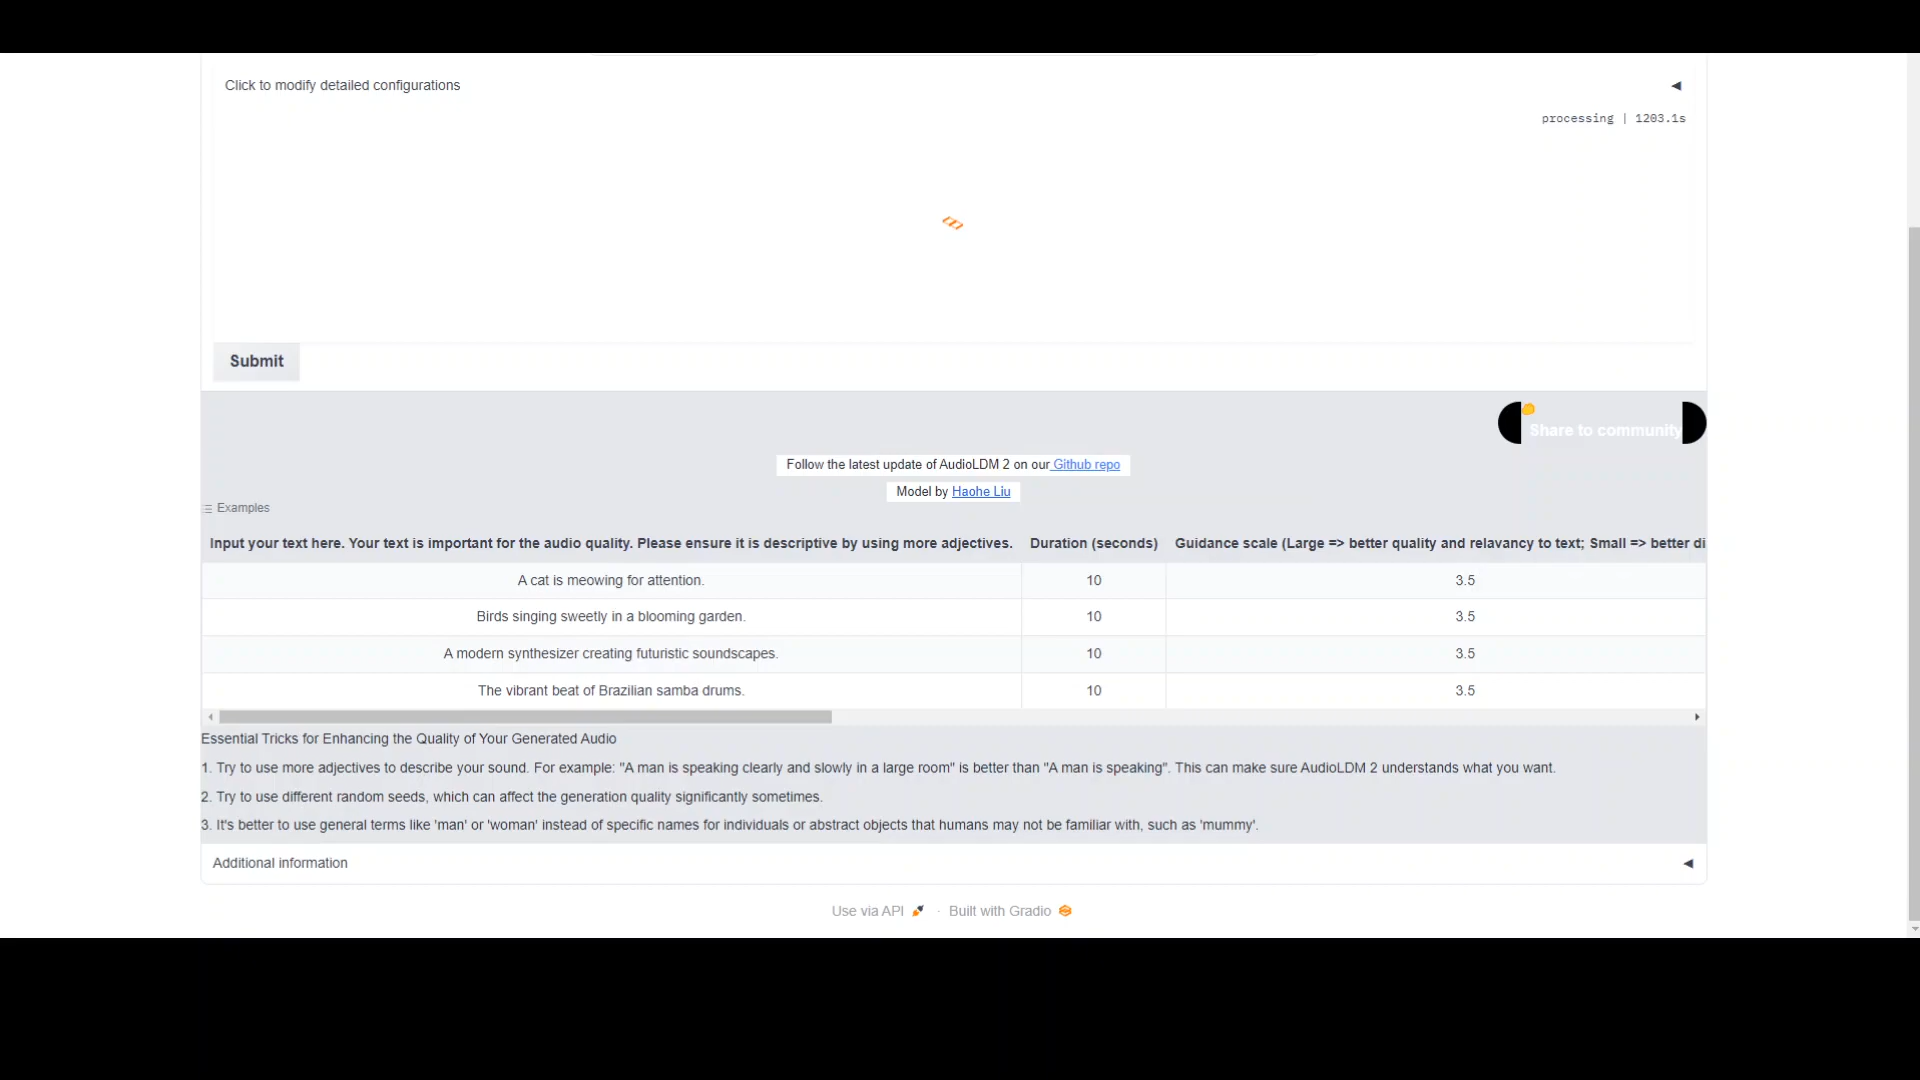 Click to modify detailed configurations
processing | 1203.1s
Submit
Share to community
Follow the latest update of AudioLDM 2 on our Github repo
Model by Haohe Liu
Examples
Input your text here. Your text is important for the audio quality. Please ensure it is descriptive by using more adjectives. Duration (seconds) Guidance scale (Large => better quality and relavancy to text; Small => better di
A cat is meowing for attention. 10 3.5
Birds singing sweetly in a blooming garden. 10 3.5
A modern synthesizer creating futuristic soundscapes. 10 3.5
The vibrant beat of Brazilian samba drums. 10 3.5
Essential Tricks for Enhancing the Quality of Your Generated Audio
1. Try to use more adjectives to describe your sound. For example: "A man is speaking clearly and slowly in a large room" is better than "A man is speaking". This can make sure AudioLDM 2 understands what you want.
2. Try to use different random seeds, which can affect the generation quality significantly sometimes.
3. It's better to use general terms like 'man' or 'woman' instead of specific names for individuals or abstract objects that humans may not be familiar with, such as 'mummy'.
Additional information
Use via API · Built with Gradio